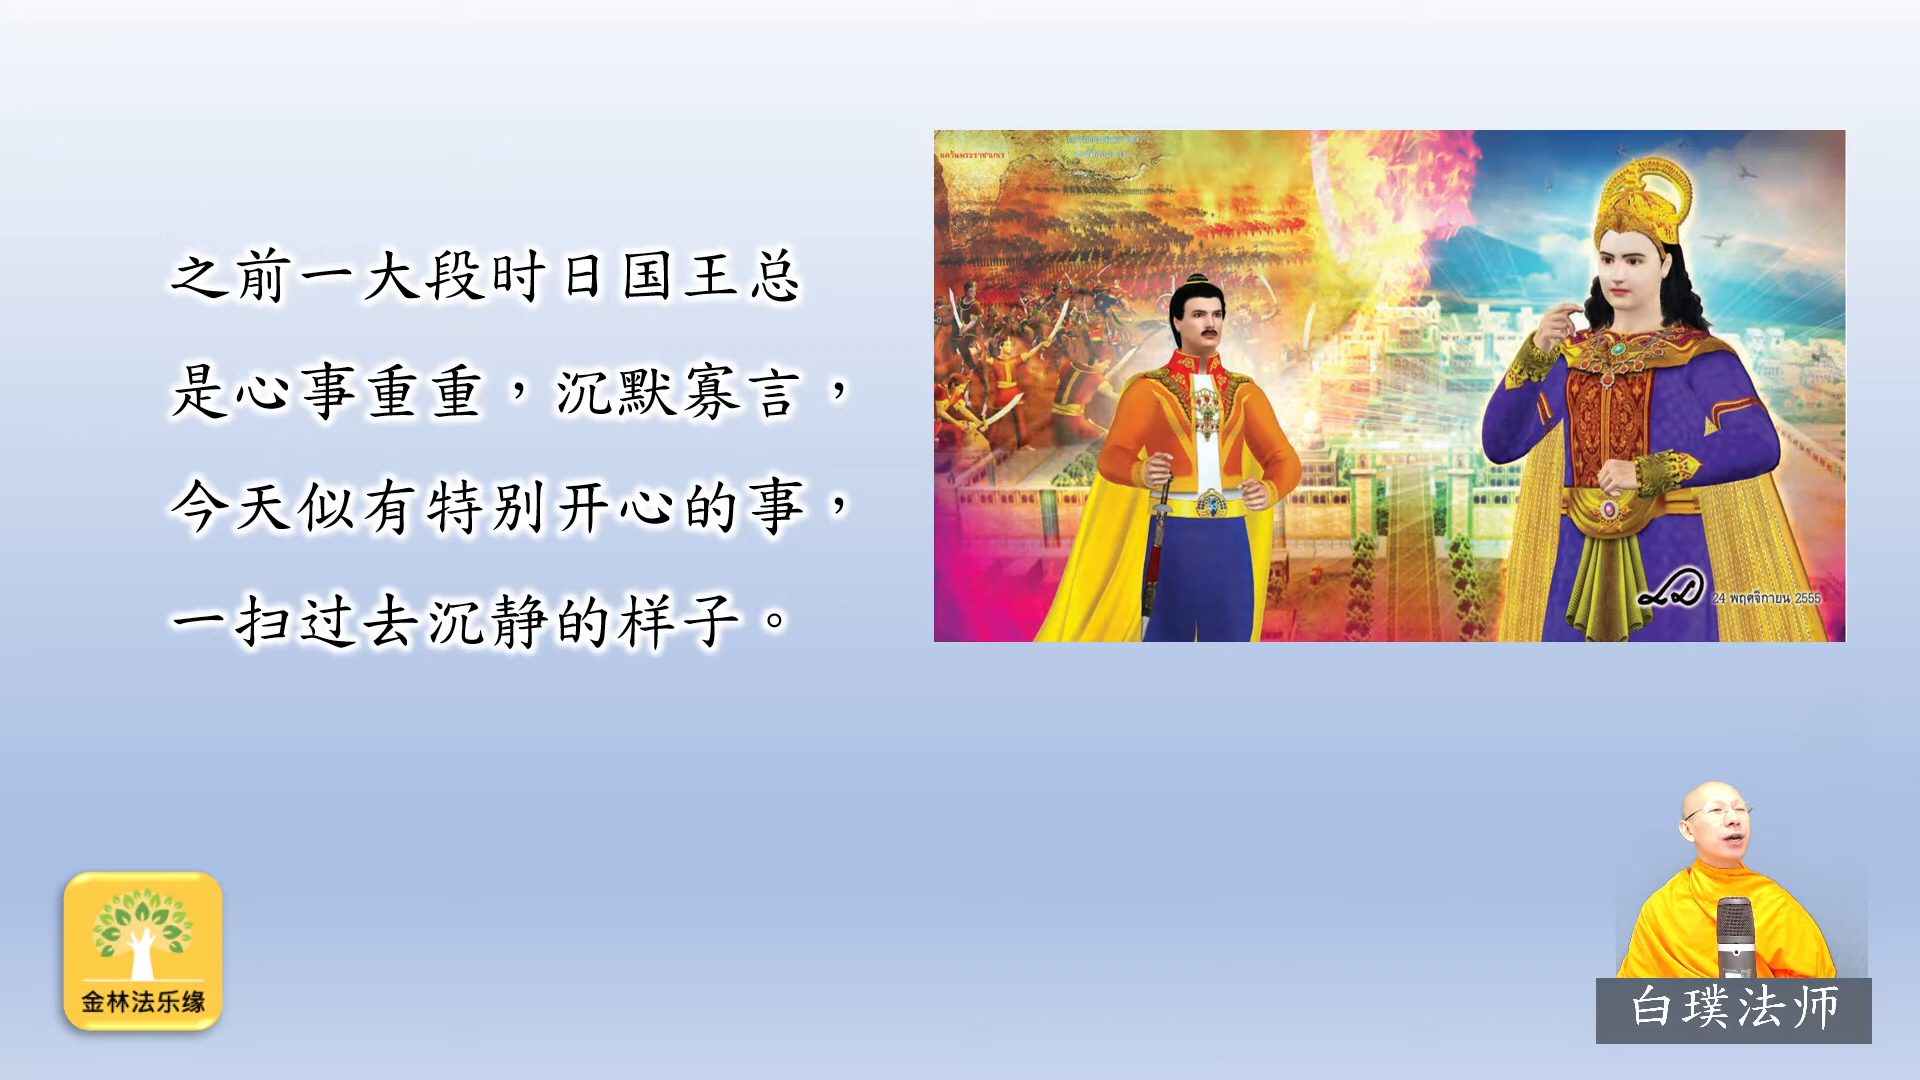 之前一大段时日国王总
是心事重重，沉默寡言，
今天似有特别开心的事，
一扫过去沉静的样子。
24 พฤศจิกายน 2555
金林法乐缘
白璞法师